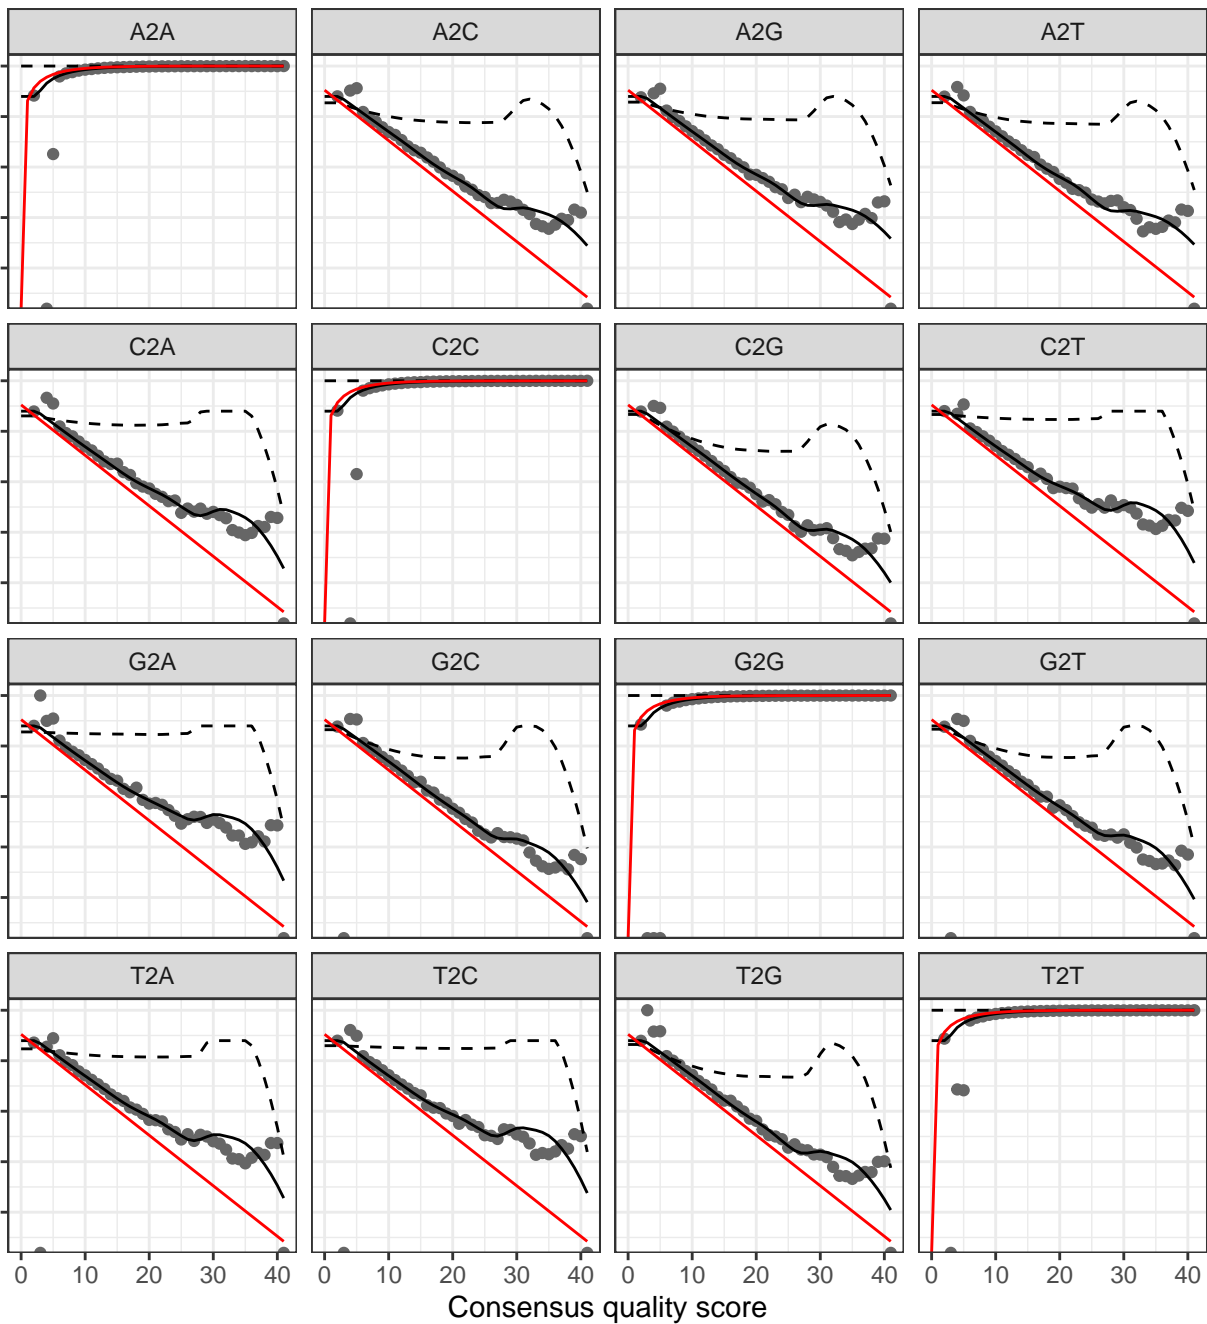 A2A A2C A2G A2T
C2A C2C C2G C2T
G2A G2C G2G G2T
T2A T2C T2G T2T
0 10 20 30 40 0 10 20 30 40 0 10 20 30 40 0 10 20 30 40
Consensus quality score